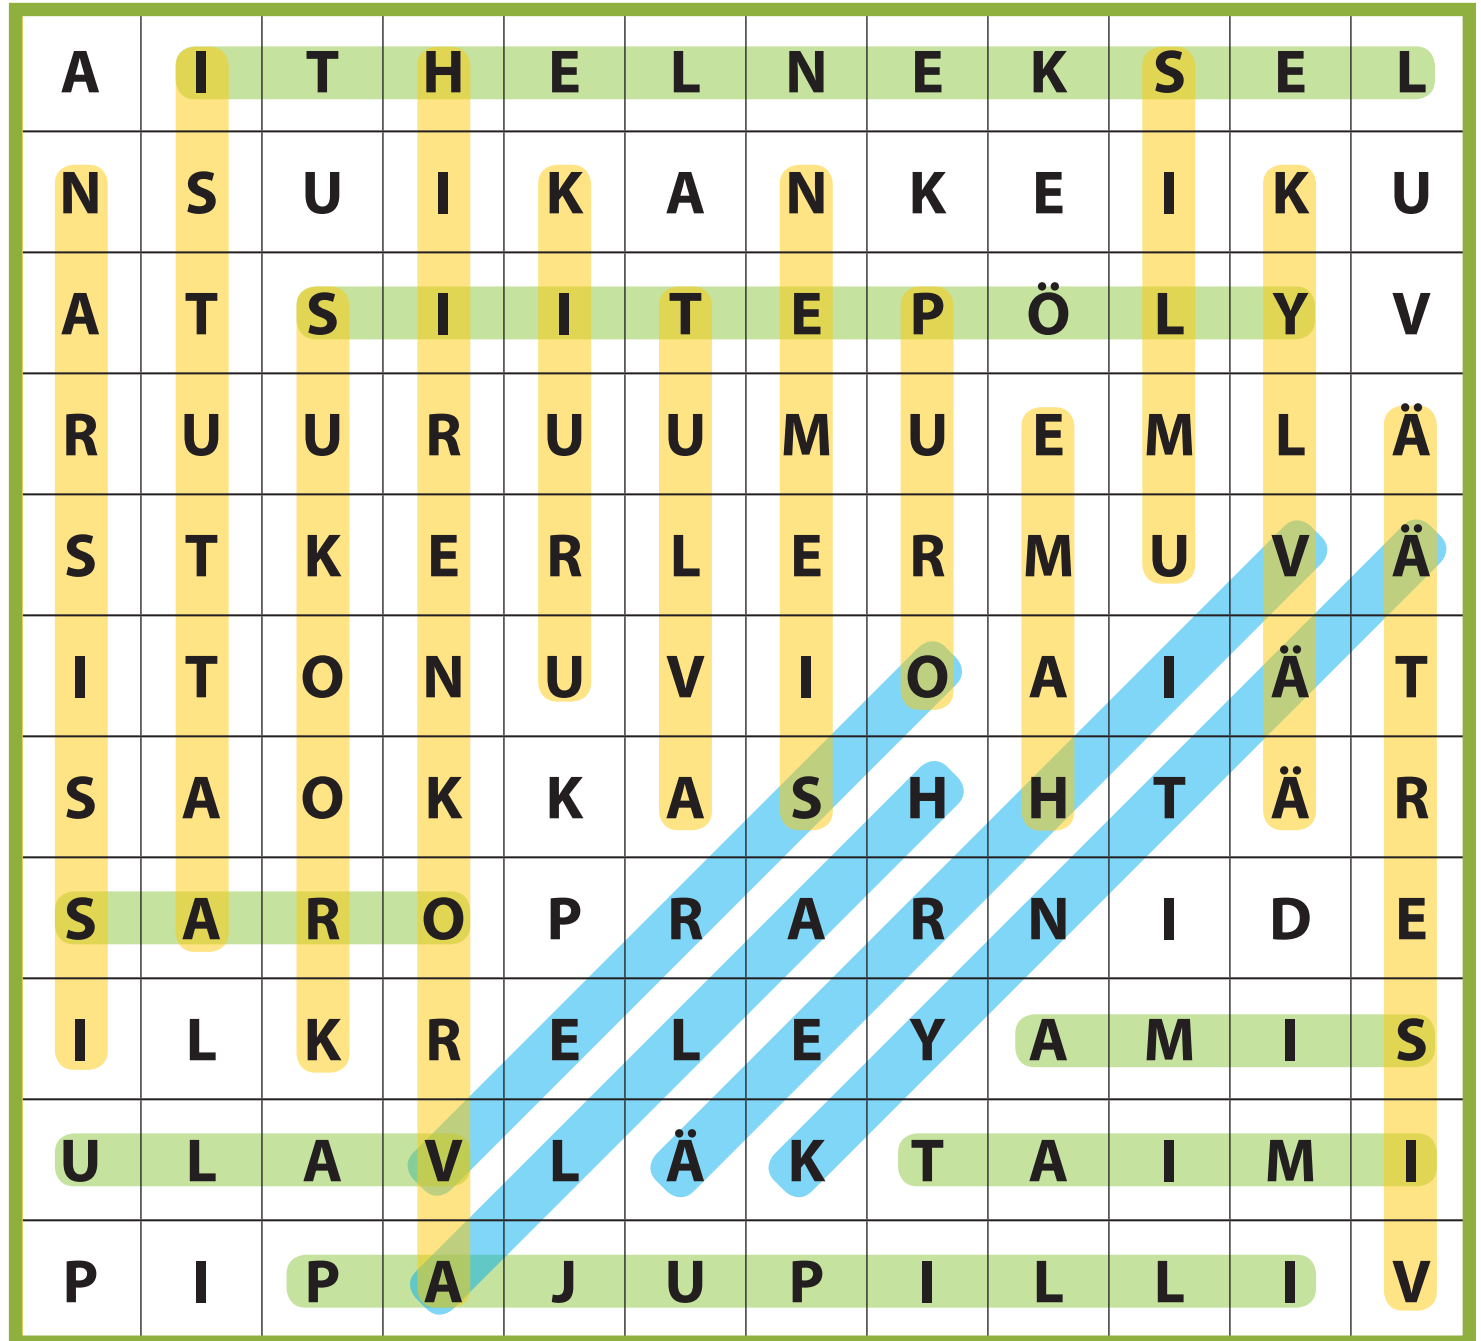 A I T H E L N E K S E L
N S U I K A N K E I K U
A T S I I T E P Ö L Y V
R U U R U U M U E M L Ä
S T K E R L E R M U V Ä
I T O N U V I O A I Ä T
S A O K K A S H H T Ä R
S A R O P R A R N I D E
I L K R E L E Y A M I S
U L A V L Ä K T A I M I
P I P A J U P I L L I V